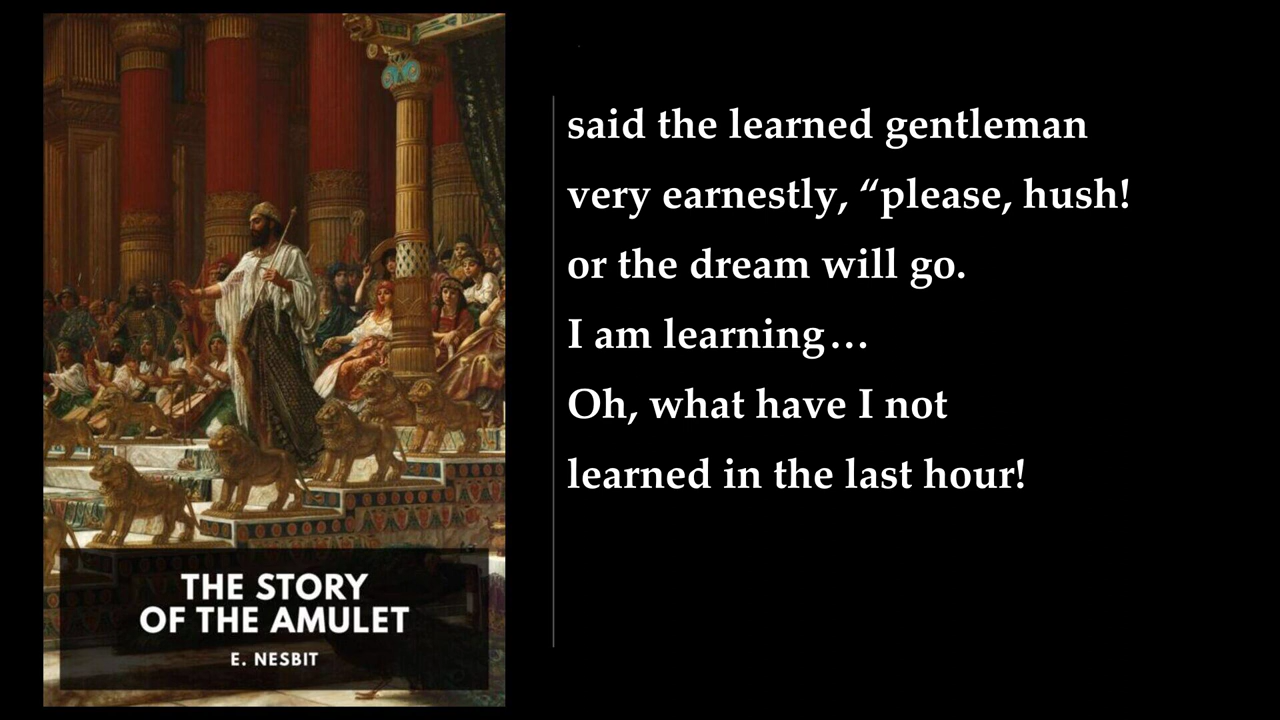 said the learned gentleman
very earnestly, “please, hush!
or the dream will go.
I am learning…
Oh, what have I not
learned in the last hour!
THE STORY
OF THE AMULET
E. NESBIT